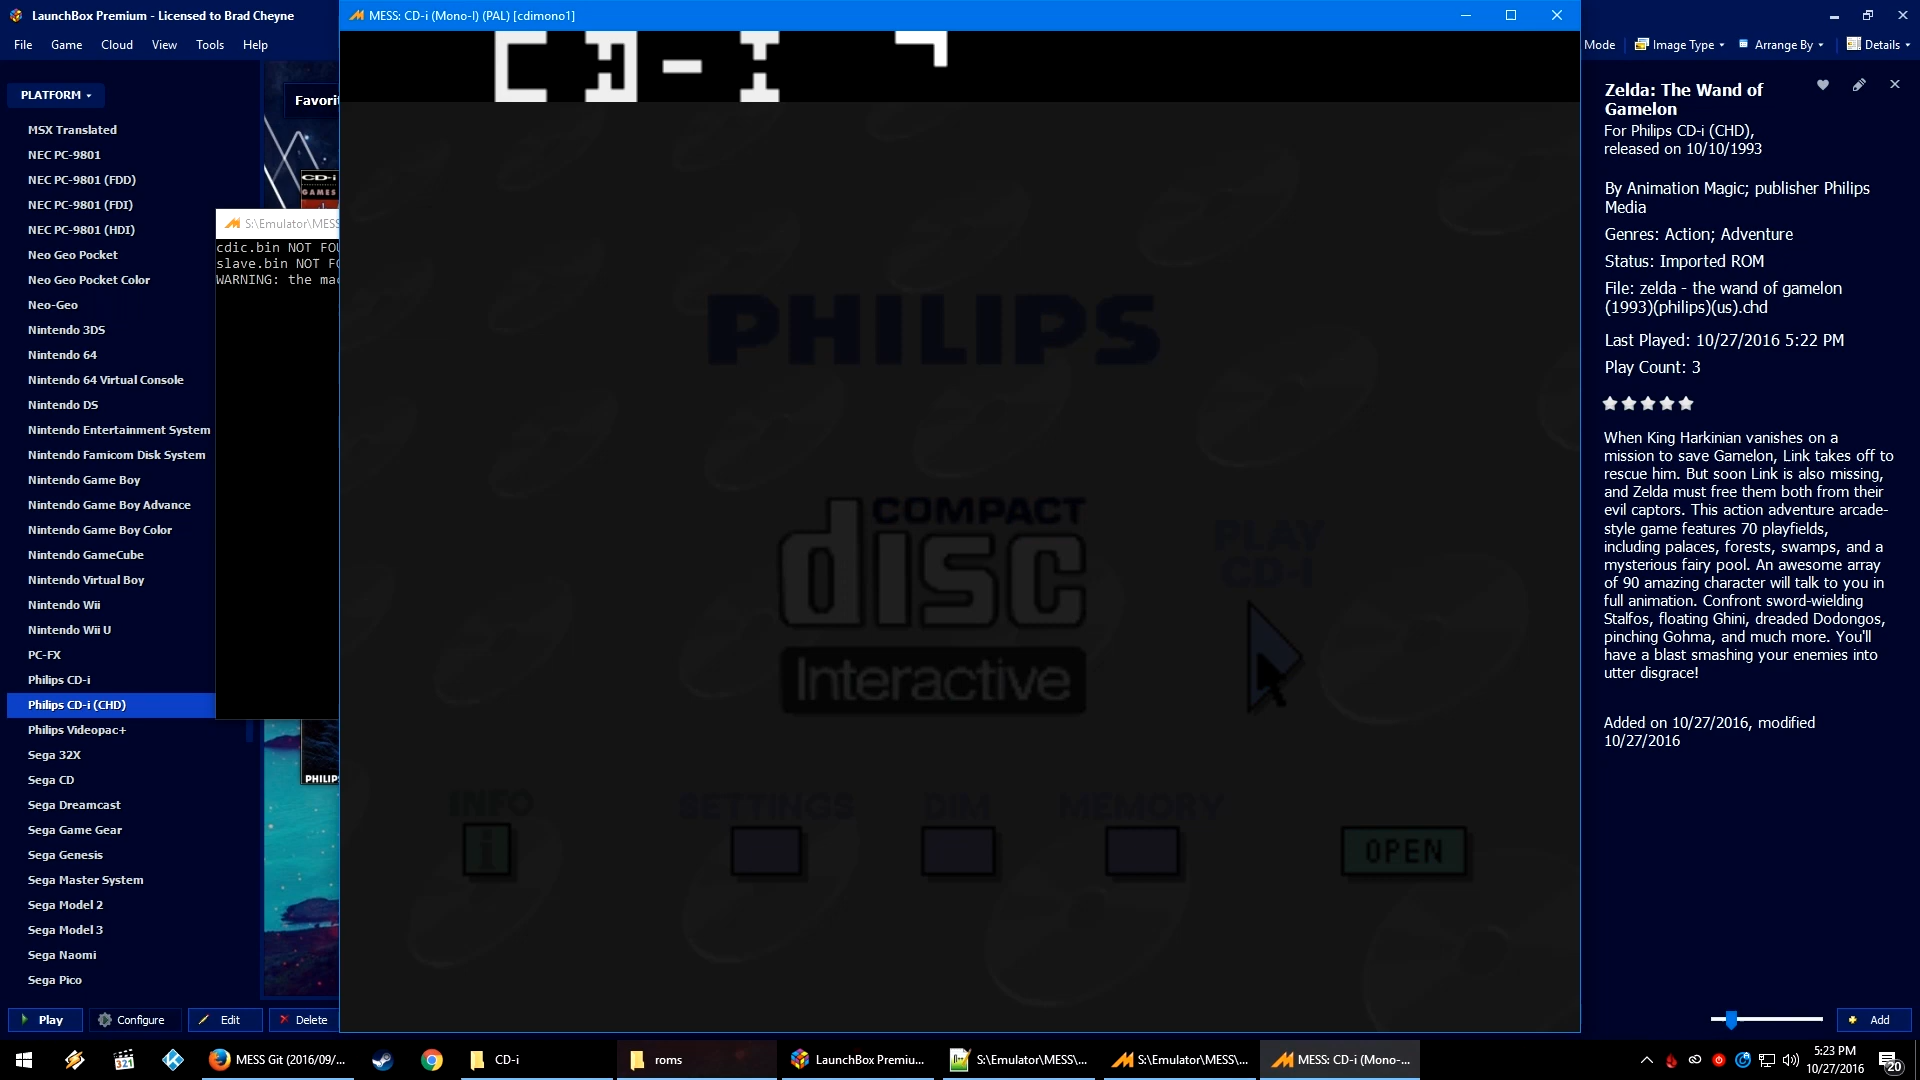 LaunchBox Premium - Licensed to Brad Cheyne
File Game Cloud View Tools Help
MESS: CD-i (Mono-I) (PAL) [cdimono1]
Mode Image Type Arrange By Details
CD-I
PLATFORM
MSX Translated
NEC PC-9801
NEC PC-9801 (FDD)
NEC PC-9801 (FDI)
NEC PC-9801 (HDI)
Neo Geo Pocket
Neo Geo Pocket Color
Neo-Geo
Nintendo 3DS
Nintendo 64
Nintendo 64 Virtual Console
Nintendo DS
Nintendo Entertainment System
Nintendo Famicom Disk System
Nintendo Game Boy
Nintendo Game Boy Advance
Nintendo Game Boy Color
Nintendo GameCube
Nintendo Virtual Boy
Nintendo Wii
Nintendo Wii U
PC-FX
Philips CD-i
Philips CD-i (CHD)
Philips Videopac+
Sega 32X
Sega CD
Sega Dreamcast
Sega Game Gear
Sega Genesis
Sega Master System
Sega Model 2
Sega Model 3
Sega Naomi
Sega Pico
Favori
CD-i
GAMES
S:\Emulator\MESS
cdic.bin NOT FOU
slave.bin NOT FO
WARNING: the mac
PHILIPS
PHILIPS
COMPACT
disc
Interactive
PLAY
CD-I
INFO SETTINGS DIM MEMORY
i OPEN
Zelda: The Wand of
Gamelon
For Philips CD-i (CHD),
released on 10/10/1993
By Animation Magic; publisher Philips
Media
Genres: Action; Adventure
Status: Imported ROM
File: zelda - the wand of gamelon
(1993)(philips)(us).chd
Last Played: 10/27/2016 5:22 PM
Play Count: 3
When King Harkinian vanishes on a
mission to save Gamelon, Link takes off to
rescue him. But soon Link is also missing,
and Zelda must free them both from their
evil captors. This action adventure arcade-
style game features 70 playfields,
including palaces, forests, swamps, and a
mysterious fairy pool. An awesome array
of 90 amazing character will talk to you in
full animation. Confront sword-wielding
Stalfos, floating Ghini, dreaded Dodongos,
pinching Gohma, and much more. You'll
have a blast smashing your enemies into
utter disgrace!
Added on 10/27/2016, modified
10/27/2016
Play Configure Edit Delete Add
321 MESS Git (2016/09/... CD-i roms LaunchBox Premiu... S:\Emulator\MESS\... S:\Emulator\MESS\... MESS: CD-i (Mono-...
5:23 PM
10/27/2016
20